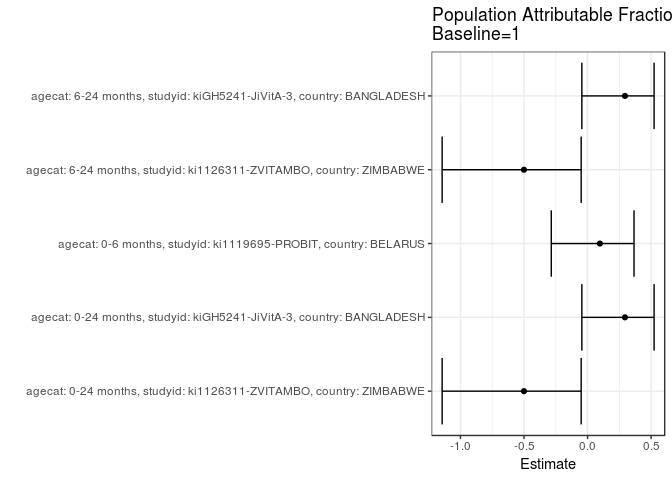 Population Attributable Fractio
Baseline=1
agecat: 6-24 months, studyid: kiGH5241-JiVitA-3, country: BANGLADESH
agecat: 6-24 months, studyid: ki1126311-ZVITAMBO, country: ZIMBABWE
agecat: 0-6 months, studyid: ki1119695-PROBIT, country: BELARUS
agecat: 0-24 months, studyid: kiGH5241-JiVitA-3, country: BANGLADESH
agecat: 0-24 months, studyid: ki1126311-ZVITAMBO, country: ZIMBABWE
-1.0 -0.5 0.0 0.5
Estimate